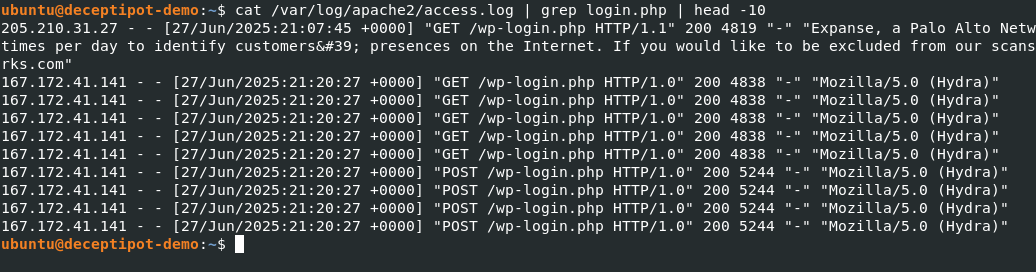 ubuntu@deceptipot-demo:~$ cat /var/log/apache2/access.log | grep login.php | head -10
205.210.31.27 - - [27/Jun/2025:21:07:45 +0000] "GET /wp-login.php HTTP/1.1" 200 4819 "-" "Expanse, a Palo Alto Netw
times per day to identify customers&#39; presences on the Internet. If you would like to be excluded from our scans
rks.com"
167.172.41.141 - - [27/Jun/2025:21:20:27 +0000] "GET /wp-login.php HTTP/1.0" 200 4838 "-" "Mozilla/5.0 (Hydra)"
167.172.41.141 - - [27/Jun/2025:21:20:27 +0000] "GET /wp-login.php HTTP/1.0" 200 4838 "-" "Mozilla/5.0 (Hydra)"
167.172.41.141 - - [27/Jun/2025:21:20:27 +0000] "GET /wp-login.php HTTP/1.0" 200 4838 "-" "Mozilla/5.0 (Hydra)"
167.172.41.141 - - [27/Jun/2025:21:20:27 +0000] "GET /wp-login.php HTTP/1.0" 200 4838 "-" "Mozilla/5.0 (Hydra)"
167.172.41.141 - - [27/Jun/2025:21:20:27 +0000] "GET /wp-login.php HTTP/1.0" 200 4838 "-" "Mozilla/5.0 (Hydra)"
167.172.41.141 - - [27/Jun/2025:21:20:27 +0000] "POST /wp-login.php HTTP/1.0" 200 5244 "-" "Mozilla/5.0 (Hydra)"
167.172.41.141 - - [27/Jun/2025:21:20:27 +0000] "POST /wp-login.php HTTP/1.0" 200 5244 "-" "Mozilla/5.0 (Hydra)"
167.172.41.141 - - [27/Jun/2025:21:20:27 +0000] "POST /wp-login.php HTTP/1.0" 200 5244 "-" "Mozilla/5.0 (Hydra)"
167.172.41.141 - - [27/Jun/2025:21:20:27 +0000] "POST /wp-login.php HTTP/1.0" 200 5244 "-" "Mozilla/5.0 (Hydra)"
ubuntu@deceptipot-demo:~$